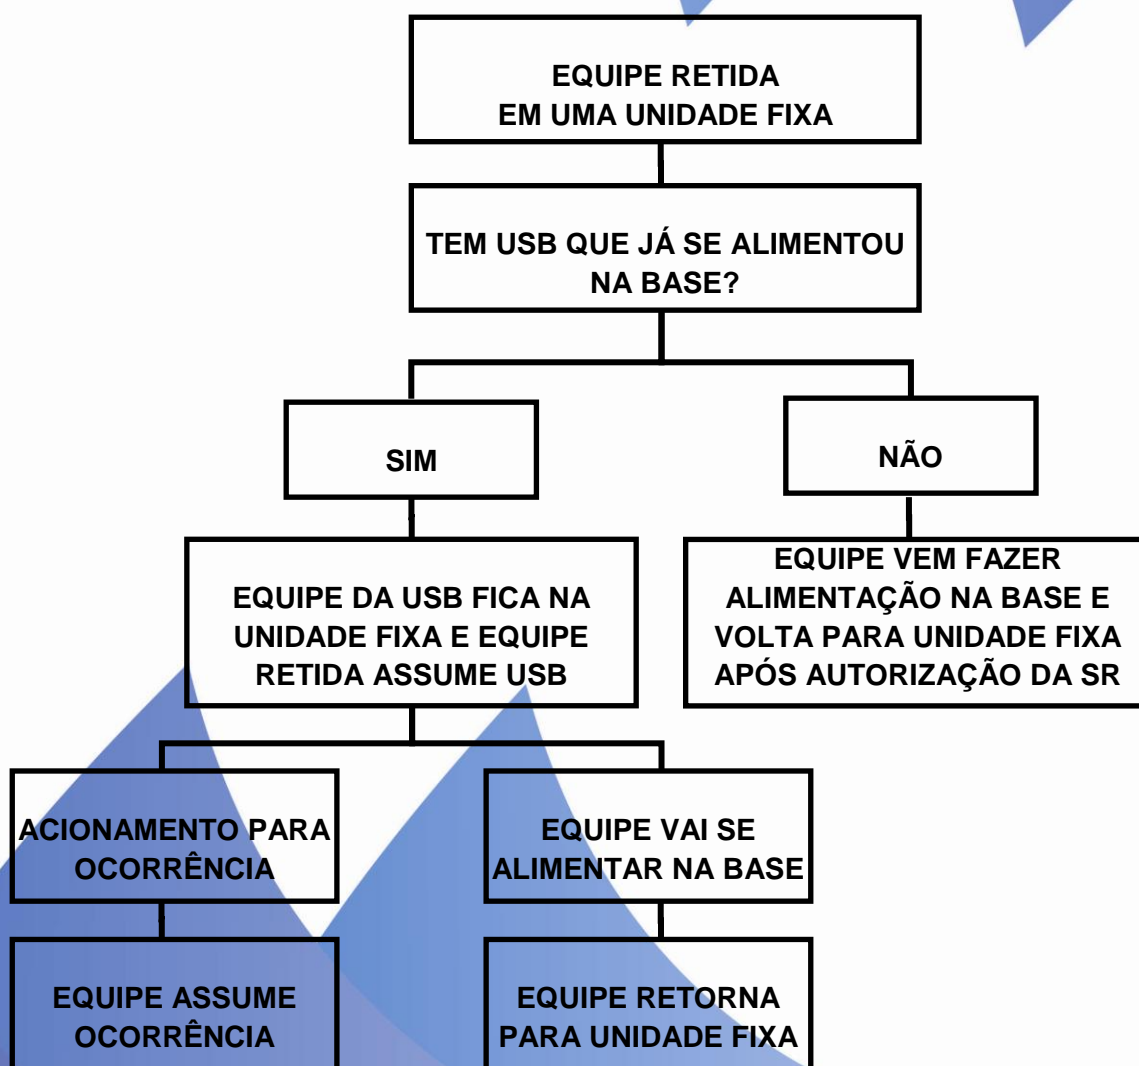 EQUIPE RETIDA
EM UMA UNIDADE FIXA
TEM USB QUE JÁ SE ALIMENTOU
NA BASE?
SIM
NÃO
EQUIPE DA USB FICA NA
UNIDADE FIXA E EQUIPE
RETIDA ASSUME USB
EQUIPE VEM FAZER
ALIMENTAÇÃO NA BASE E
VOLTA PARA UNIDADE FIXA
APÓS AUTORIZAÇÃO DA SR
ACIONAMENTO PARA
OCORRÊNCIA
EQUIPE VAI SE
ALIMENTAR NA BASE
EQUIPE ASSUME
OCORRÊNCIA
EQUIPE RETORNA
PARA UNIDADE FIXA